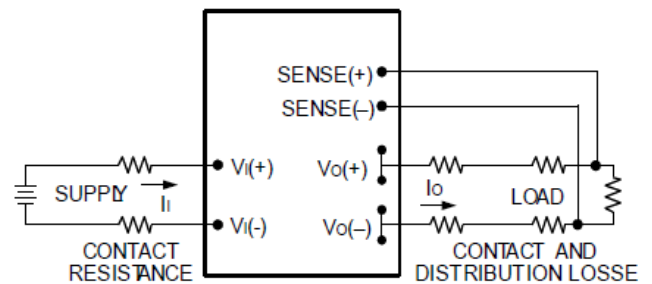 SENSE(+)
SENSE(–)
VI(+)
VO(+)
SUPPLY
II
IO
LOAD
VI(-)
VO(–)
CONTACT
RESISTANCE
CONTACT AND
DISTRIBUTION LOSSE